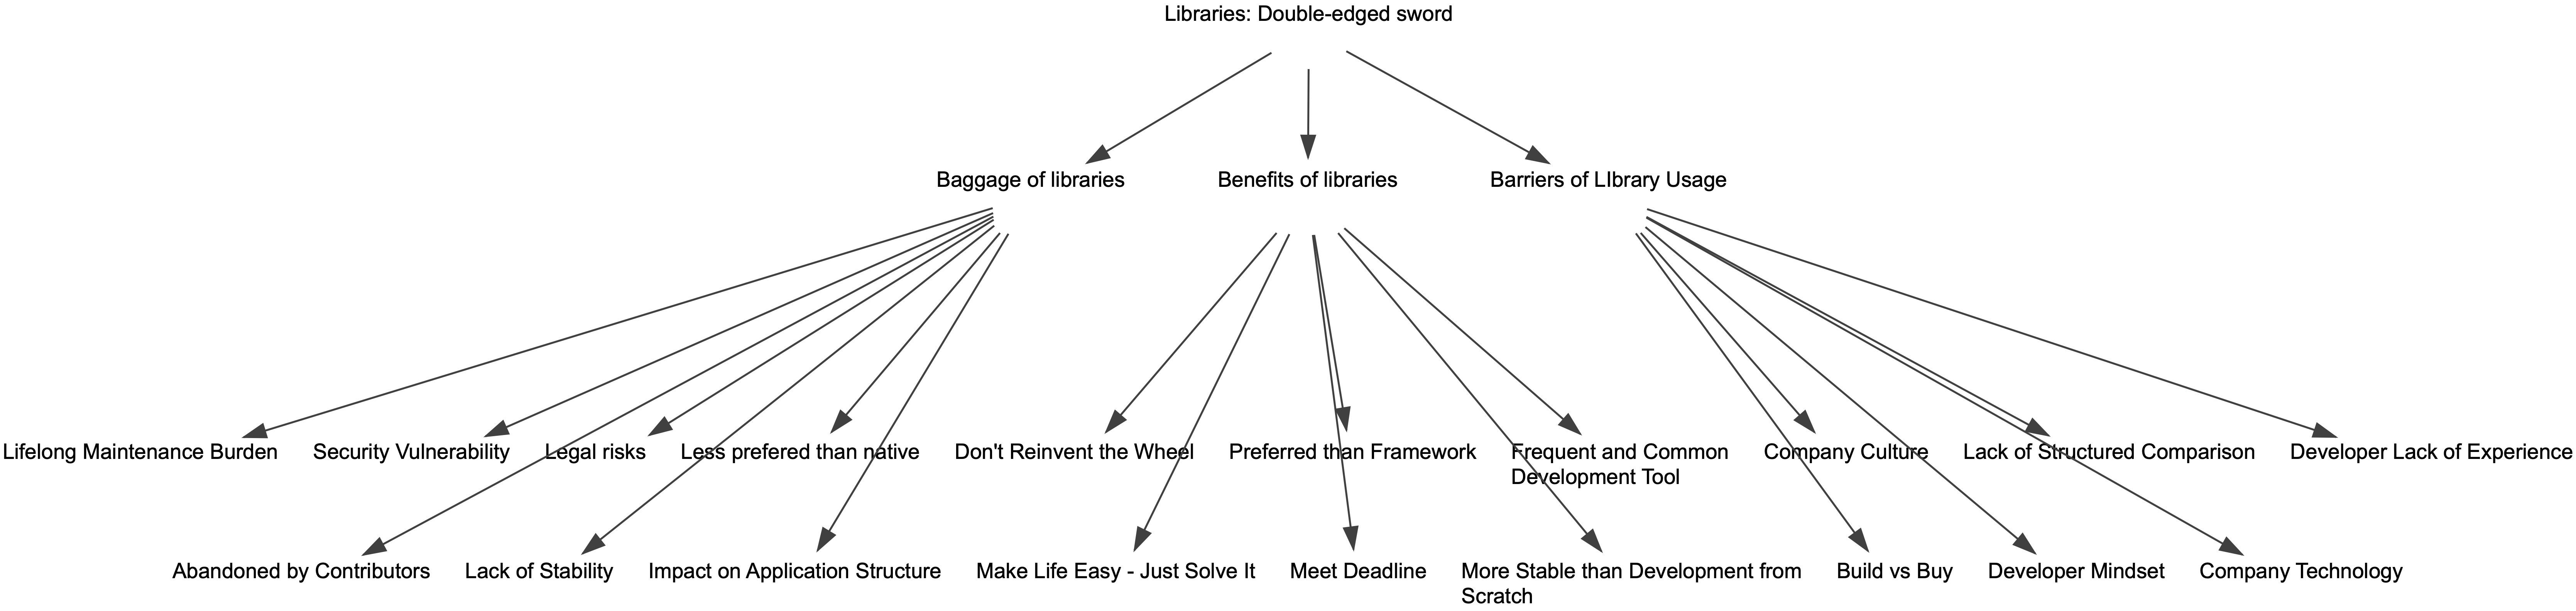 Libraries: Double-edged sword
Baggage of libraries
Benefits of libraries
Barriers of LIbrary Usage
Lifelong Maintenance Burden
Security Vulnerability
Legal risks
Less prefered than native
Don't Reinvent the Wheel
Preferred than Framework
Frequent and Common
Development Tool
Company Culture
Lack of Structured Comparison
Developer Lack of Experience
Abandoned by Contributors
Lack of Stability
Impact on Application Structure
Make Life Easy - Just Solve It
Meet Deadline
More Stable than Development from
Scratch
Build vs Buy
Developer Mindset
Company Technology